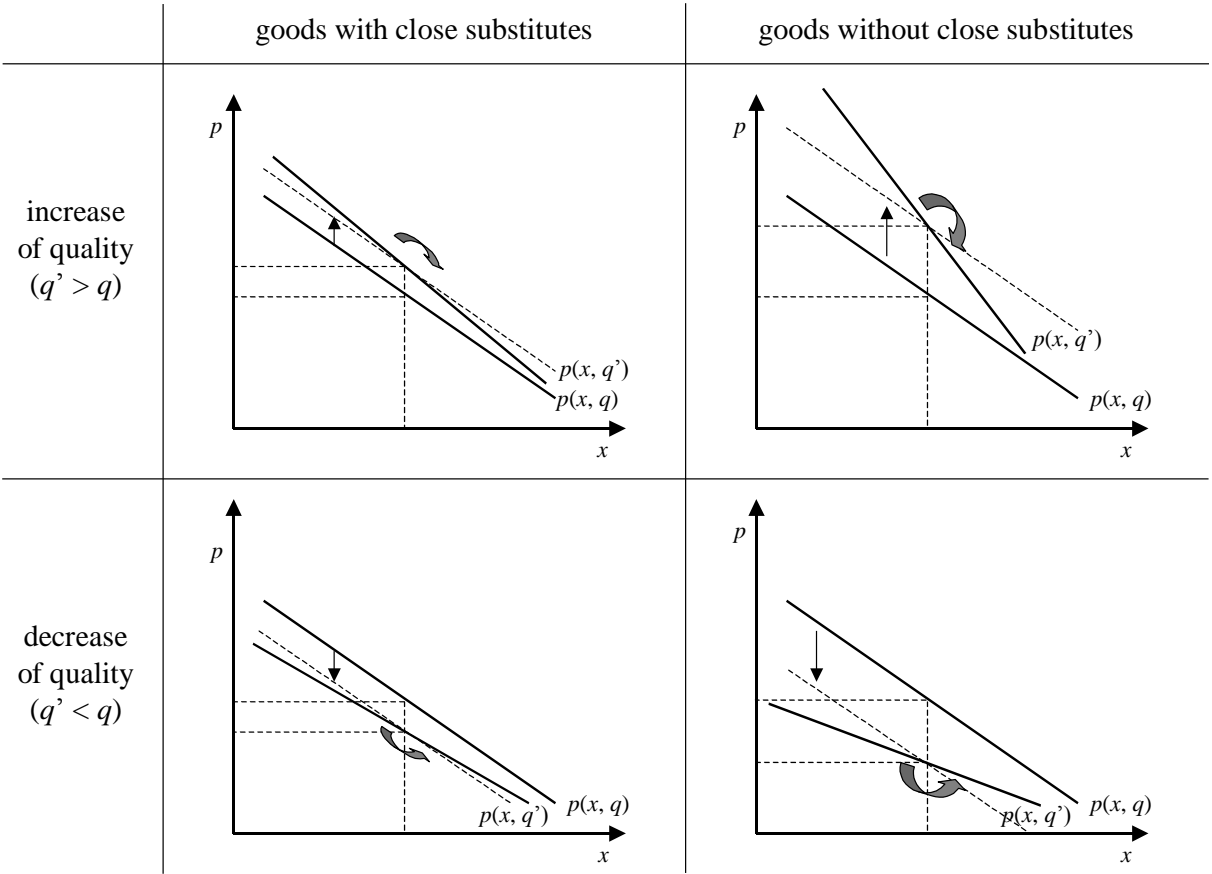 goods with close substitutes
goods without close substitutes
increase
of quality
(q’ > q)
p
p(x, q’)
p(x, q)
x
p
p(x, q’)
p(x, q)
x
decrease
of quality
(q’ < q)
p
p(x, q’)
p(x, q)
x
p
p(x, q’)
p(x, q)
x